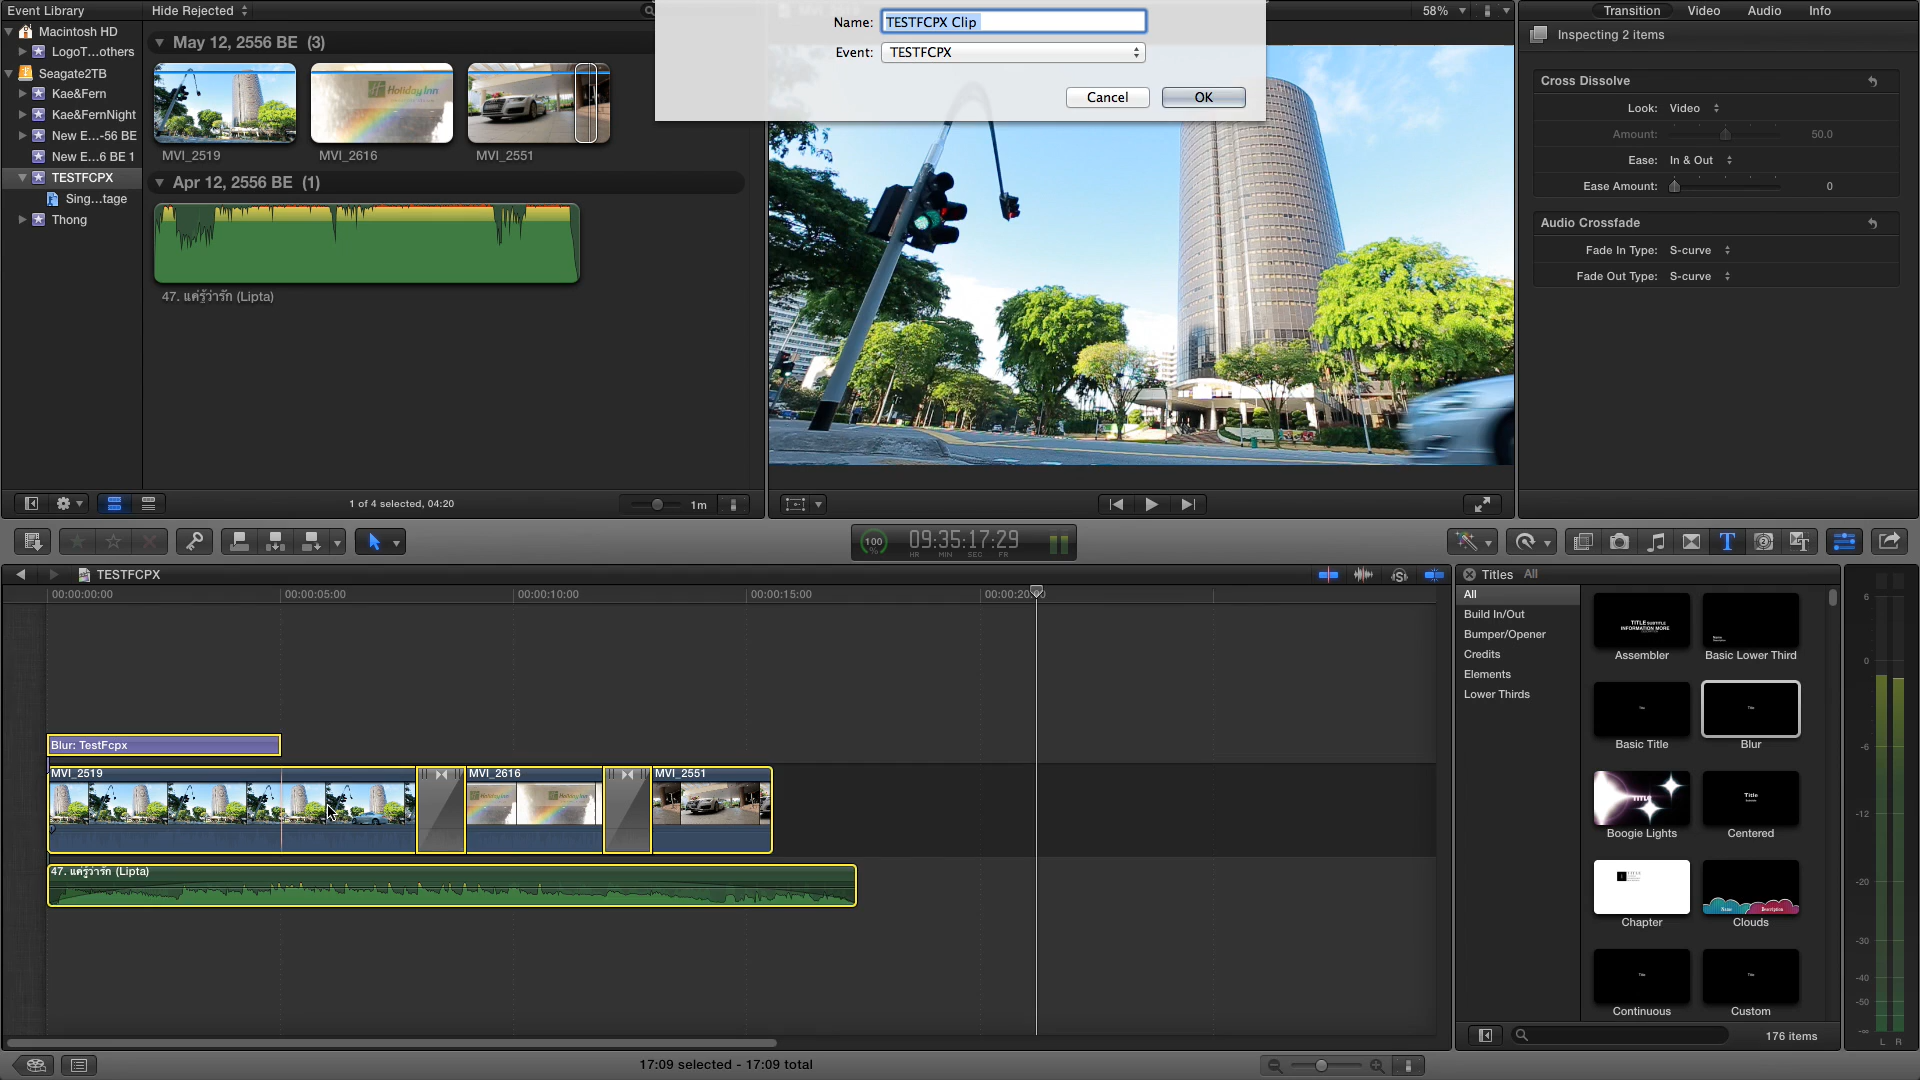 Event Library
Hide Rejected
Macintosh HD
LogoT...others
Seagate2TB
Kae&Fern
Kae&FernNight
New E...-56 BE
New E...6 BE 1
TESTFCPX
Sing...tage
Thong
May 12, 2556 BE (3)
MVI_2519
MVI_2616
MVI_2551
Holiday Inn
Apr 12, 2556 BE (1)
47. แค่รู้ว่ารัก (Lipta)
1 of 4 selected, 04:20
1m
Name: TESTFCPX Clip
Event: TESTFCPX
Cancel
OK
58%
Transition
Video
Audio
Info
Inspecting 2 items
Cross Dissolve
Look: Video
Amount: 50.0
Ease: In & Out
Ease Amount: 0
Audio Crossfade
Fade In Type: S-curve
Fade Out Type: S-curve
100 %
09:35:17:29
HR MIN SEC FR
TESTFCPX
00:00:00:00
00:00:05:00
00:00:10:00
00:00:15:00
Blur: TestFcpx
MVI_2519
MVI_2616
MVI_2551
47. แค่รู้ว่ารัก (Lipta)
17:09 selected - 17:09 total
Titles All
All
Build In/Out
Bumper/Opener
Credits
Elements
Lower Thirds
Assembler
Basic Lower Third
Basic Title
Blur
Boogie Lights
Title
Centered
Chapter
Clouds
Continuous
Custom
176 items
6
0
-6
-12
-20
-30
-40
-50
-∞
L R